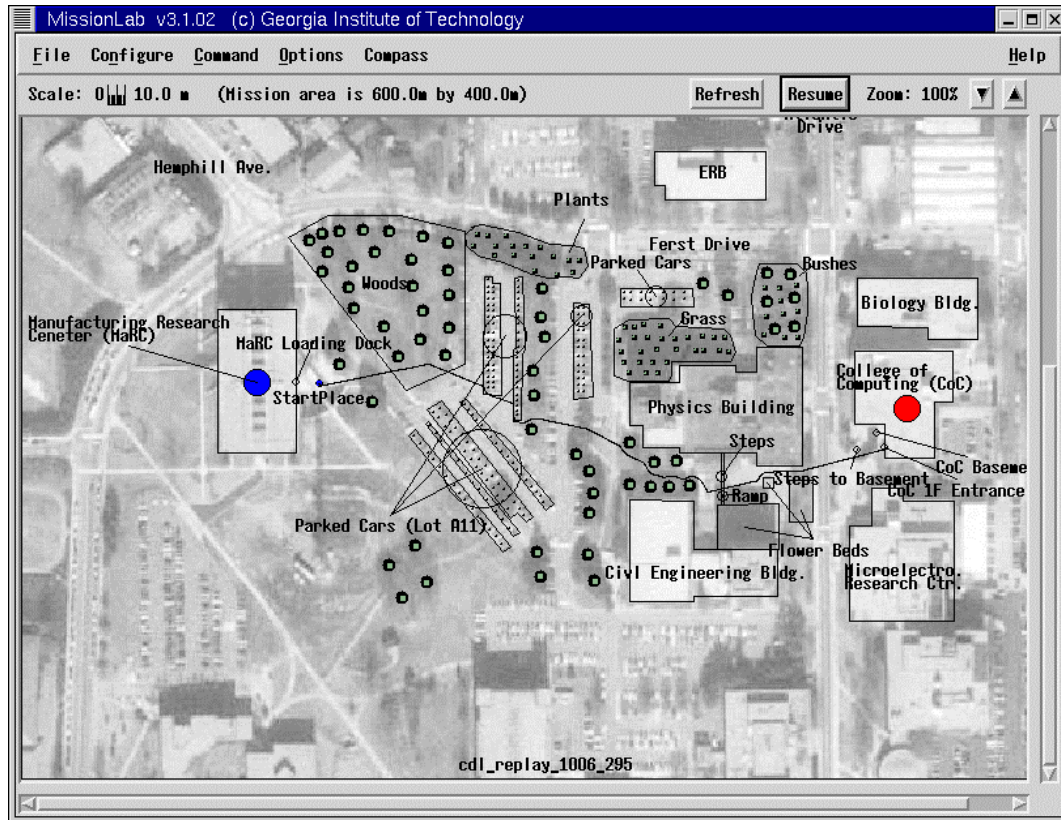 MissionLab v3.1.02 (c) Georgia Institute of Technology
File Configure Command Options Compass Help
Scale: 0 10.0 m (Mission area is 600.0m by 400.0m) Refresh Resume Zoom: 100%
Drive
Hemphill Ave.
ERB
Plants
Ferst Drive
Parked Cars
Bushes
Woods
Biology Bldg.
Grass
Manufacturing Research
Ceneter (MaRC)
MaRC Loading Dock
College of
Computing (CoC)
StartPlace
Physics Building
Steps
CoC Baseme
Steps to Basement
CoC 1F Entrance
Ramp
Parked Cars (Lot A11)
Flower Beds
Civl Engineering Bldg.
Microelectro.
Research Ctr.
cdl_replay_1006_295